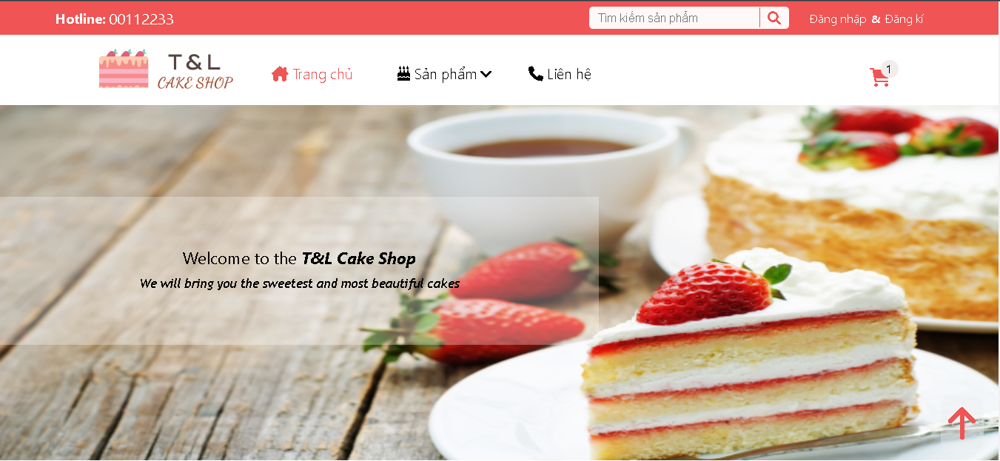 Hotline: 00112233
Tìm kiếm sản phẩm
Đăng nhập & Đăng kí
T&L
CAKE SHOP
Trang chủ
Sản phẩm
Liên hệ
1
Welcome to the T&L Cake Shop
We will bring you the sweetest and most beautiful cakes